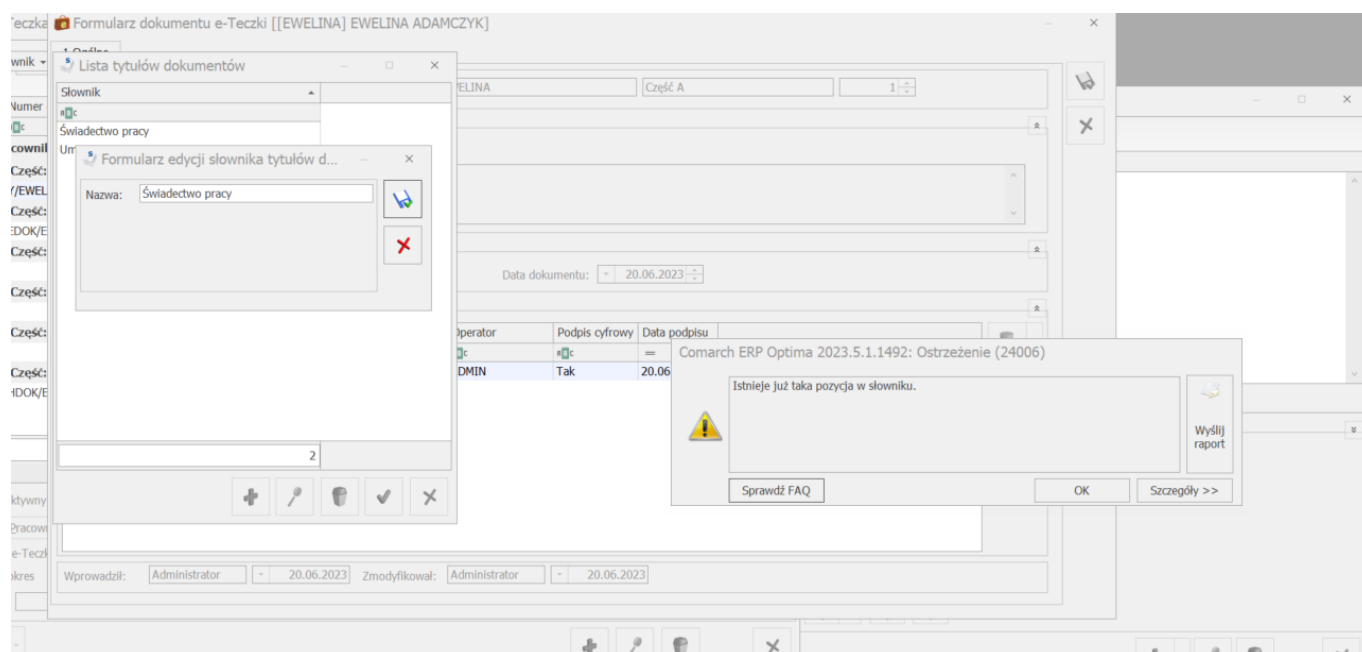 Teczka
Formularz dokumentu e-Teczki [[EWELINA] EWELINA ADAMCZYK]
1 Ogólne
Lista tytułów dokumentów
Słownik
Świadectwo pracy
Formularz edycji słownika tytułów d...
Nazwa: Świadectwo pracy
2
Część A 1
Data dokumentu: 20.06.2023
Operator Podpis cyfrowy Data podpisu
Tak 20.06
Numer
Część:
Część:
Część:
Część:
Część:
Część:
Comarch ERP Optima 2023.5.1.1492: Ostrzeżenie (24006)
Istnieje już taka pozycja w słowniku.
Wyślij
raport
Sprawdź FAQ OK Szczegóły >>
Wprowadził: Administrator 20.06.2023 Zmodyfikował: Administrator 20.06.2023